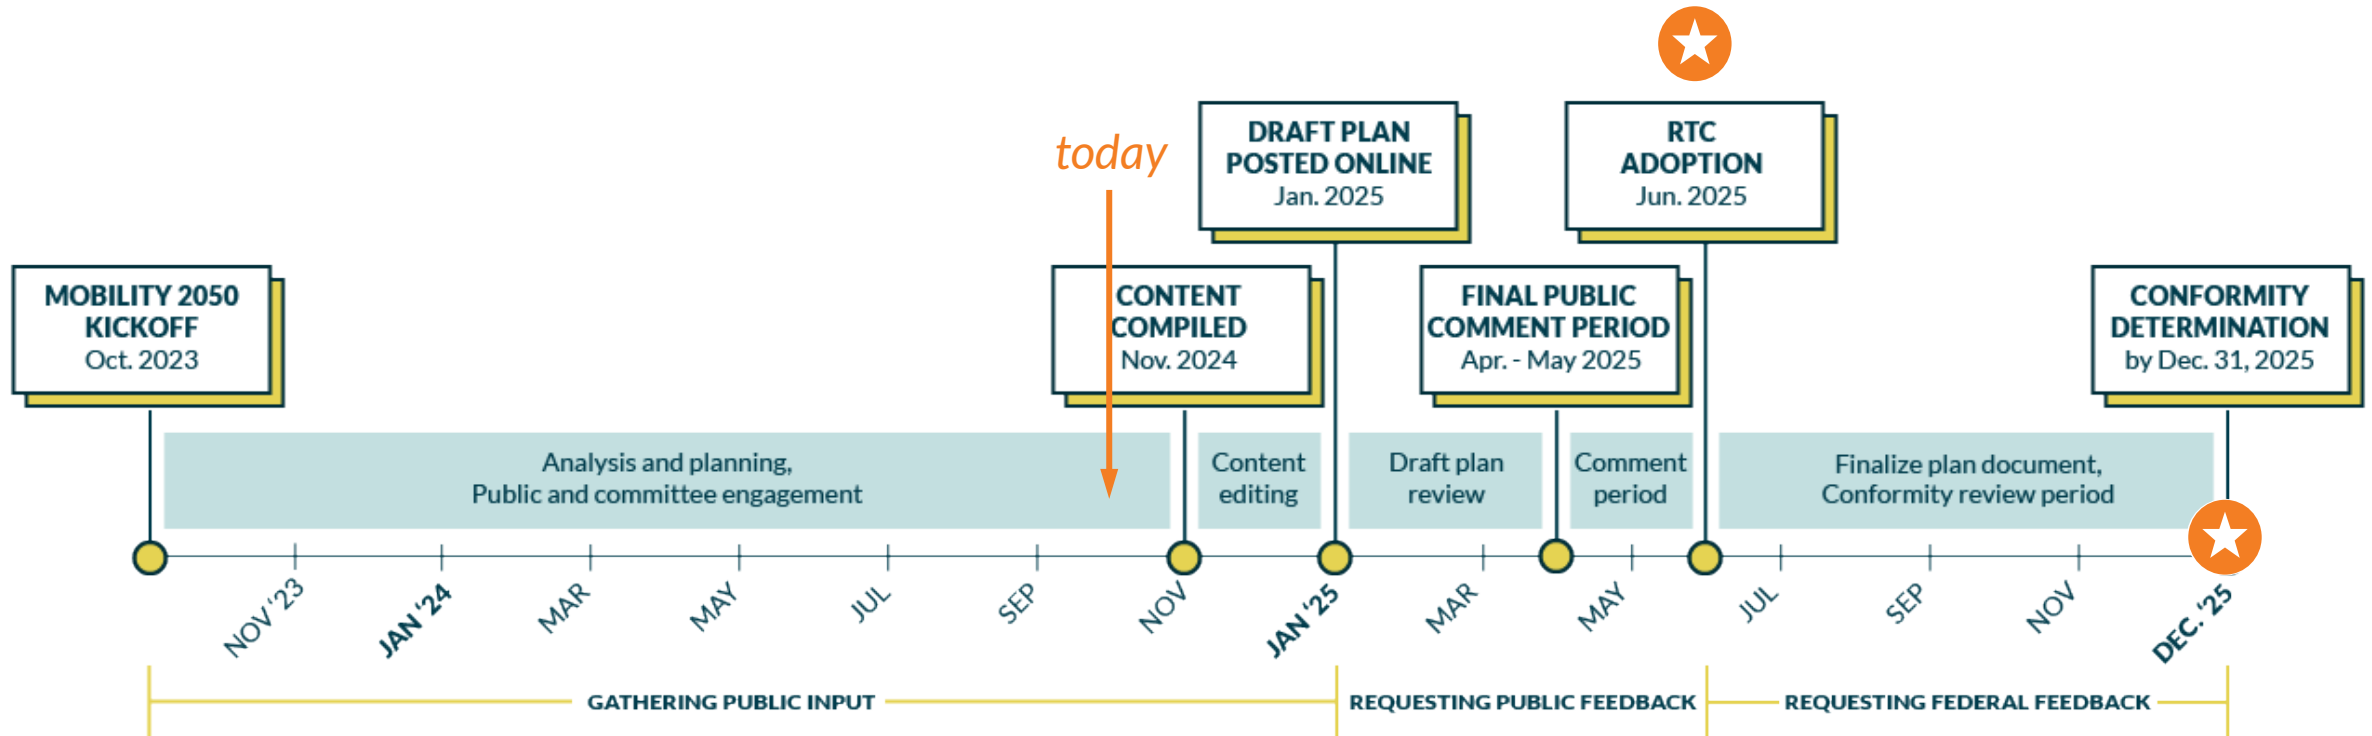 today
DRAFT PLAN
POSTED ONLINE
Jan. 2025
RTC
ADOPTION
Jun. 2025
MOBILITY 2050
KICKOFF
Oct. 2023
CONTENT
COMPILED
Nov. 2024
FINAL PUBLIC
COMMENT PERIOD
Apr. - May 2025
CONFORMITY
DETERMINATION
by Dec. 31, 2025
Analysis and planning,
Public and committee engagement
Content
editing
Draft plan
review
Comment
period
Finalize plan document,
Conformity review period
NOV '23
JAN '24
MAR
MAY
JUL
SEP
NOV
JAN '25
MAR
MAY
JUL
SEP
NOV
DEC. '25
GATHERING PUBLIC INPUT
REQUESTING PUBLIC FEEDBACK
REQUESTING FEDERAL FEEDBACK